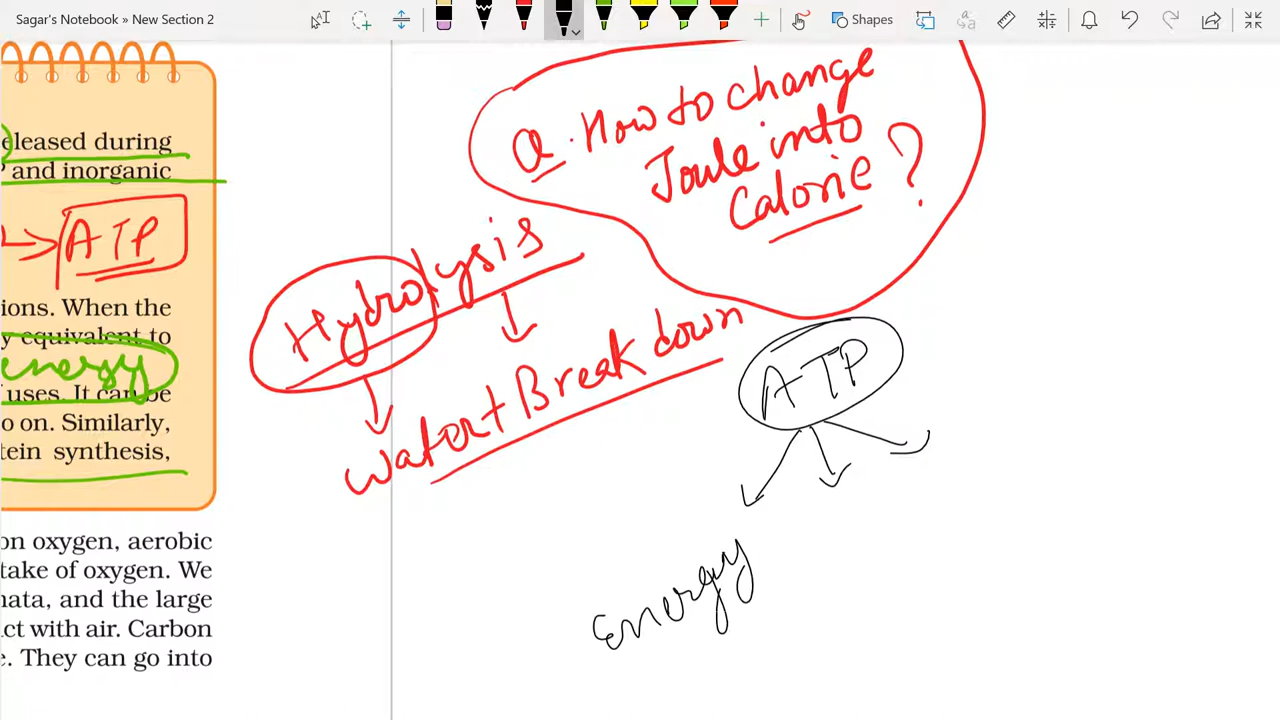 Sagar's Notebook » New Section 2
Shapes
eleased during
and inorganic
ATP
ions. When the
y equivalent to
energy
uses. It can be
o on. Similarly,
tein synthesis,
on oxygen, aerobic
take of oxygen. We
nata, and the large
ct with air. Carbon
e. They can go into
Q. How to change
Joule into
Calorie ?
Hydrolysis
water + Break down
ATP
Energy